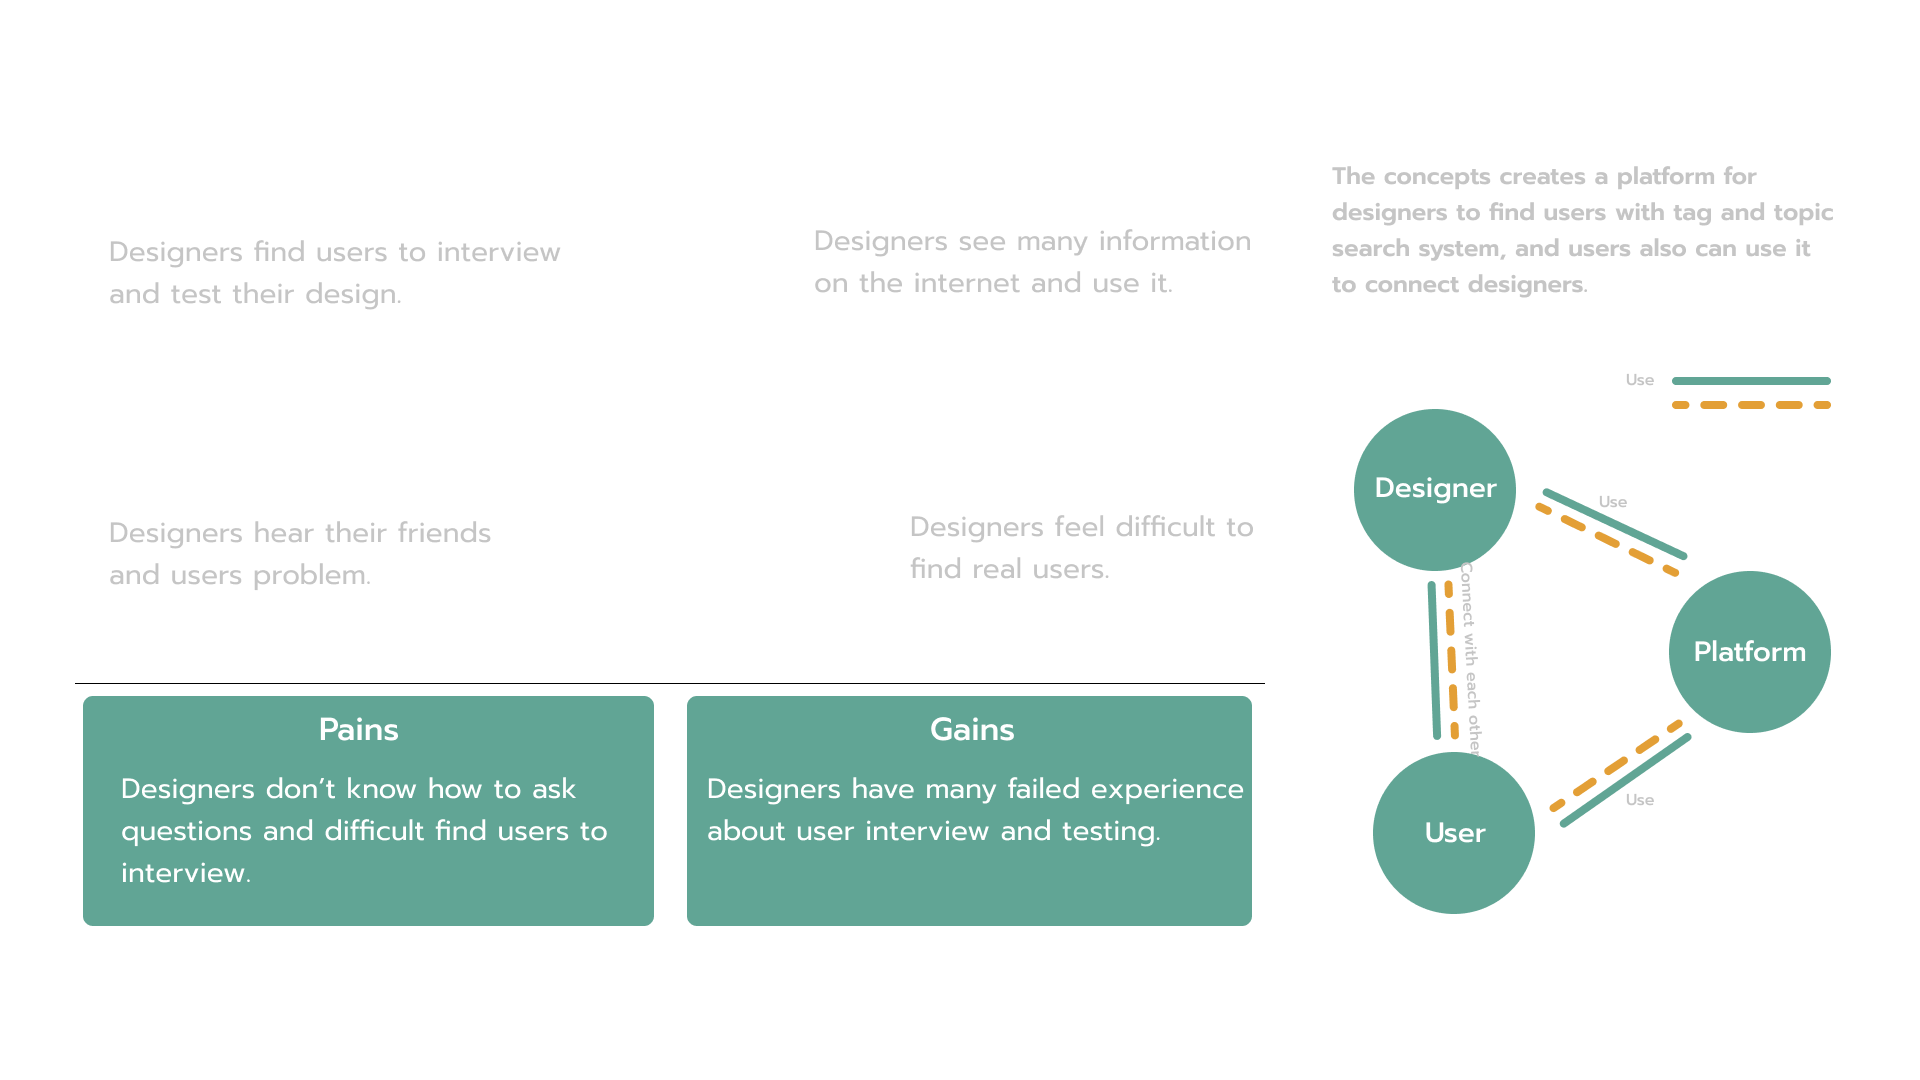 Designers find users to interview
and test their design.
Designers see many information
on the internet and use it.
Designers hear their friends
and users problem.
Designers feel difficult to
find real users.
Pains
Designers don’t know how to ask
questions and difficult find users to
interview.
Gains
Designers have many failed experience
about user interview and testing.
The concepts creates a platform for
designers to find users with tag and topic
search system, and users also can use it
to connect designers.
Use
Designer
Use
Connect with each other
Platform
User
Use